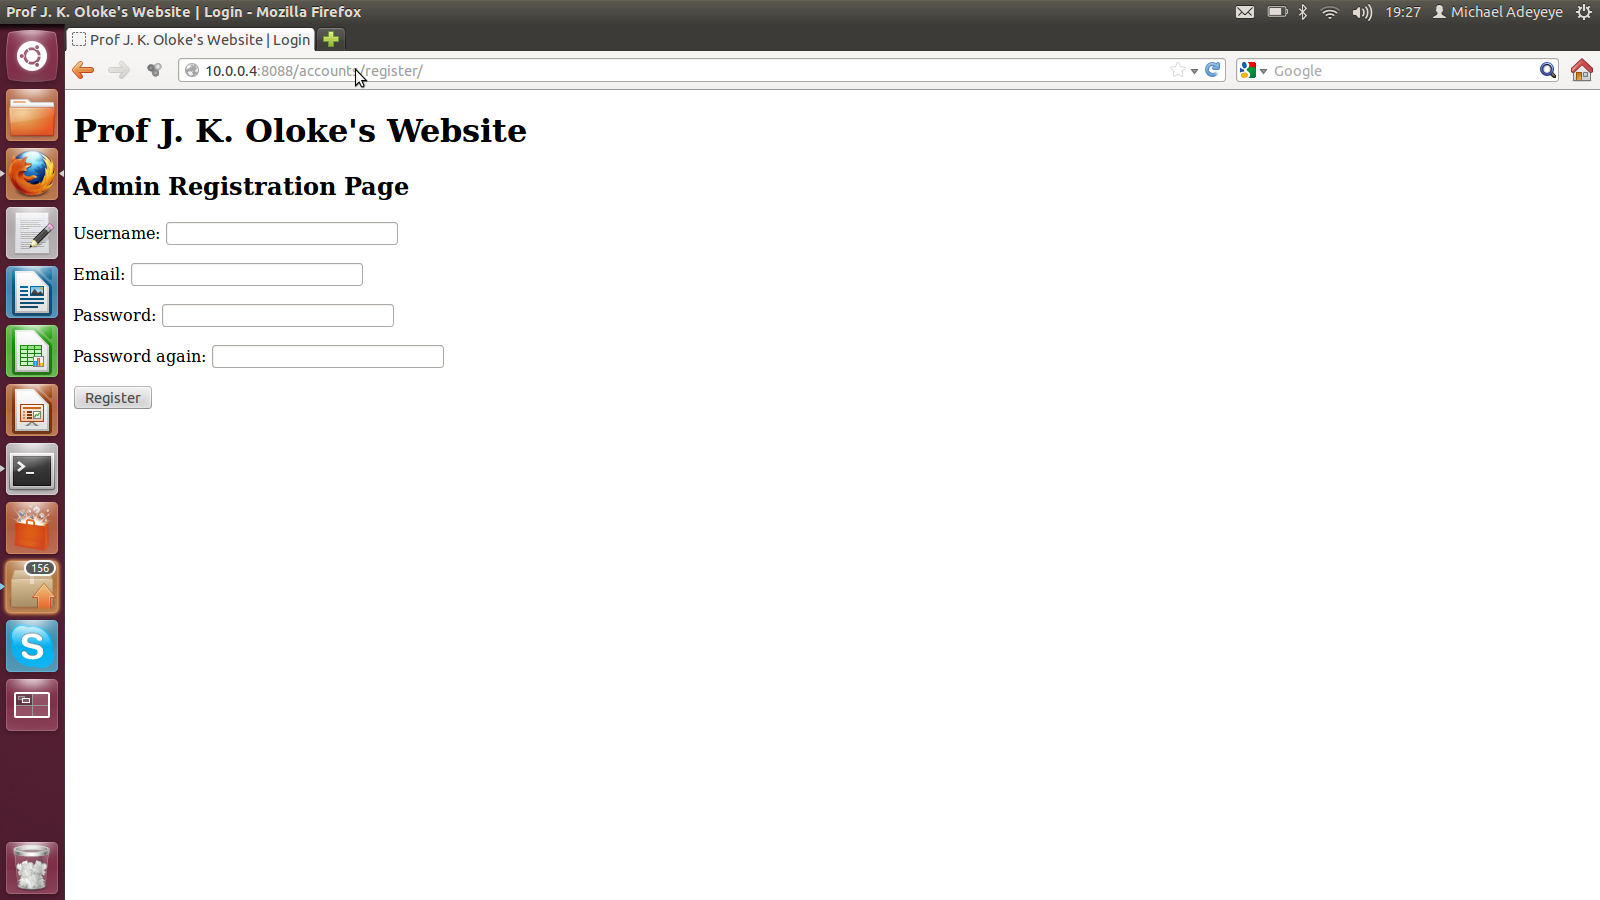 Prof J. K. Oloke's Website | Login - Mozilla Firefox
19:27 Michael Adeyeye
Prof J. K. Oloke's Website | Login
10.0.0.4:8088/accounts/register/
Google
Prof J. K. Oloke's Website
Admin Registration Page
Username:
Email:
Password:
Password again:
Register
156